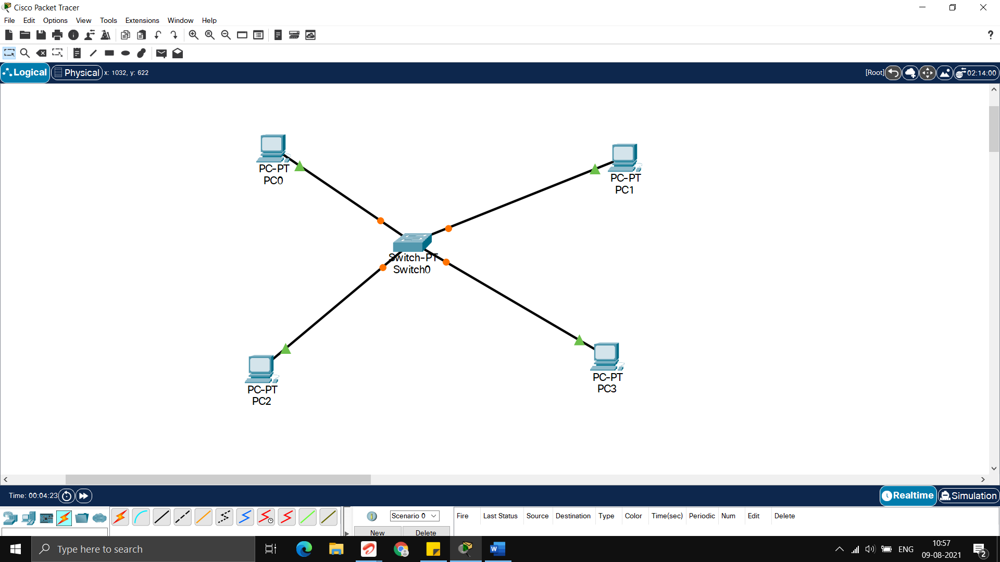 Cisco Packet Tracer
File Edit Options View Tools Extensions Window Help
?
Logical Physical x: 1032, y: 622 [Root] 02:14:00
PC-PT
PC0
PC-PT
PC1
Switch-PT
Switch0
PC-PT
PC3
PC-PT
PC2
Time: 00:04:23 Realtime Simulation
Scenario 0 Fire Last Status Source Destination Type Color Time(sec) Periodic Num Edit Delete
New Delete
Type here to search ENG 10:57
09-08-2021 2